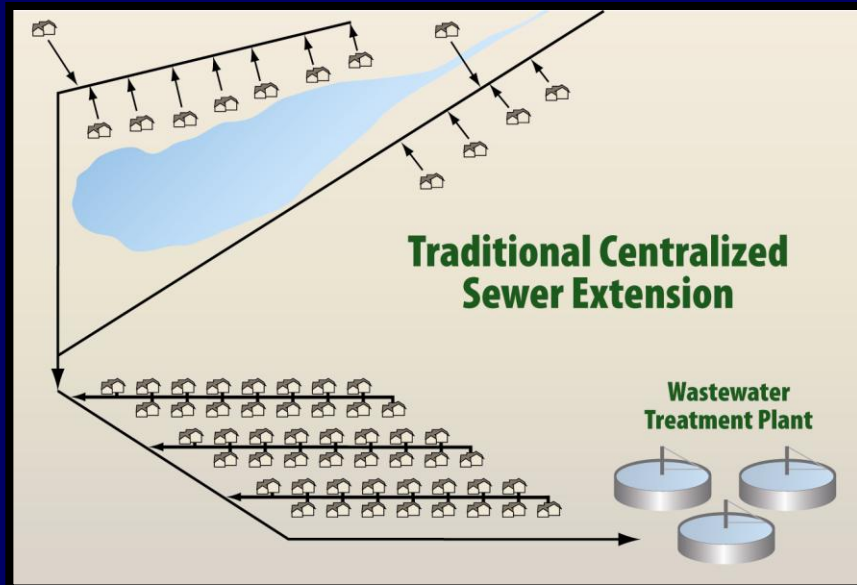 Traditional Centralized
Sewer Extension
Wastewater
Treatment Plant